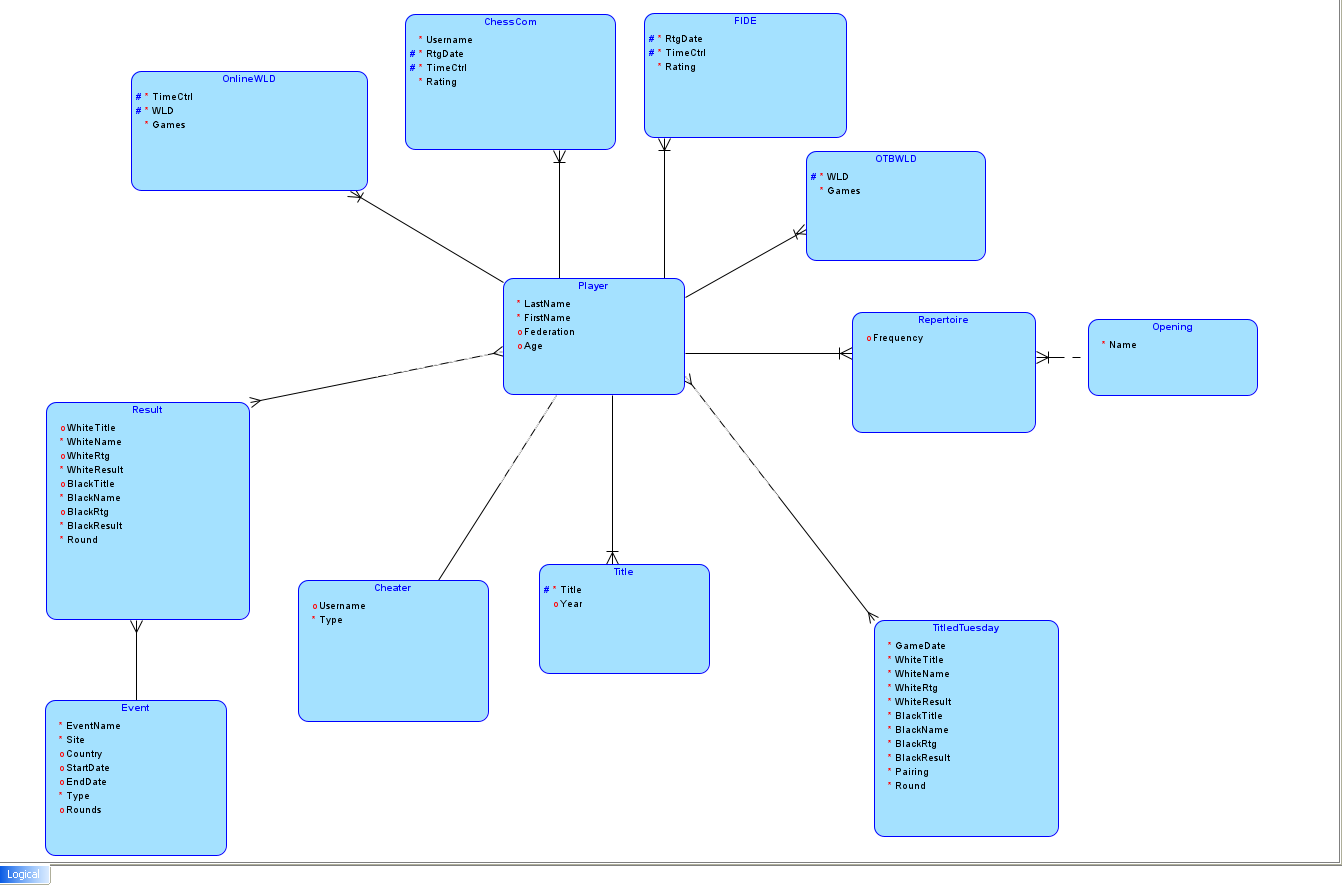 ChessCom
* Username
# * RtgDate
# * TimeCtrl
* Rating
FIDE
# * RtgDate
# * TimeCtrl
* Rating
OnlineWLD
# * TimeCtrl
# * WLD
* Games
OTBWLD
# * WLD
* Games
Player
* LastName
* FirstName
o Federation
o Age
Repertoire
o Frequency
Opening
* Name
Result
o WhiteTitle
* WhiteName
o WhiteRtg
* WhiteResult
o BlackTitle
* BlackName
o BlackRtg
* BlackResult
* Round
Cheater
o Username
* Type
Title
# * Title
o Year
TitledTuesday
* GameDate
* WhiteTitle
* WhiteName
* WhiteRtg
* WhiteResult
* BlackTitle
* BlackName
* BlackRtg
* BlackResult
* Pairing
* Round
Event
* EventName
* Site
o Country
o StartDate
o EndDate
* Type
o Rounds
Logical